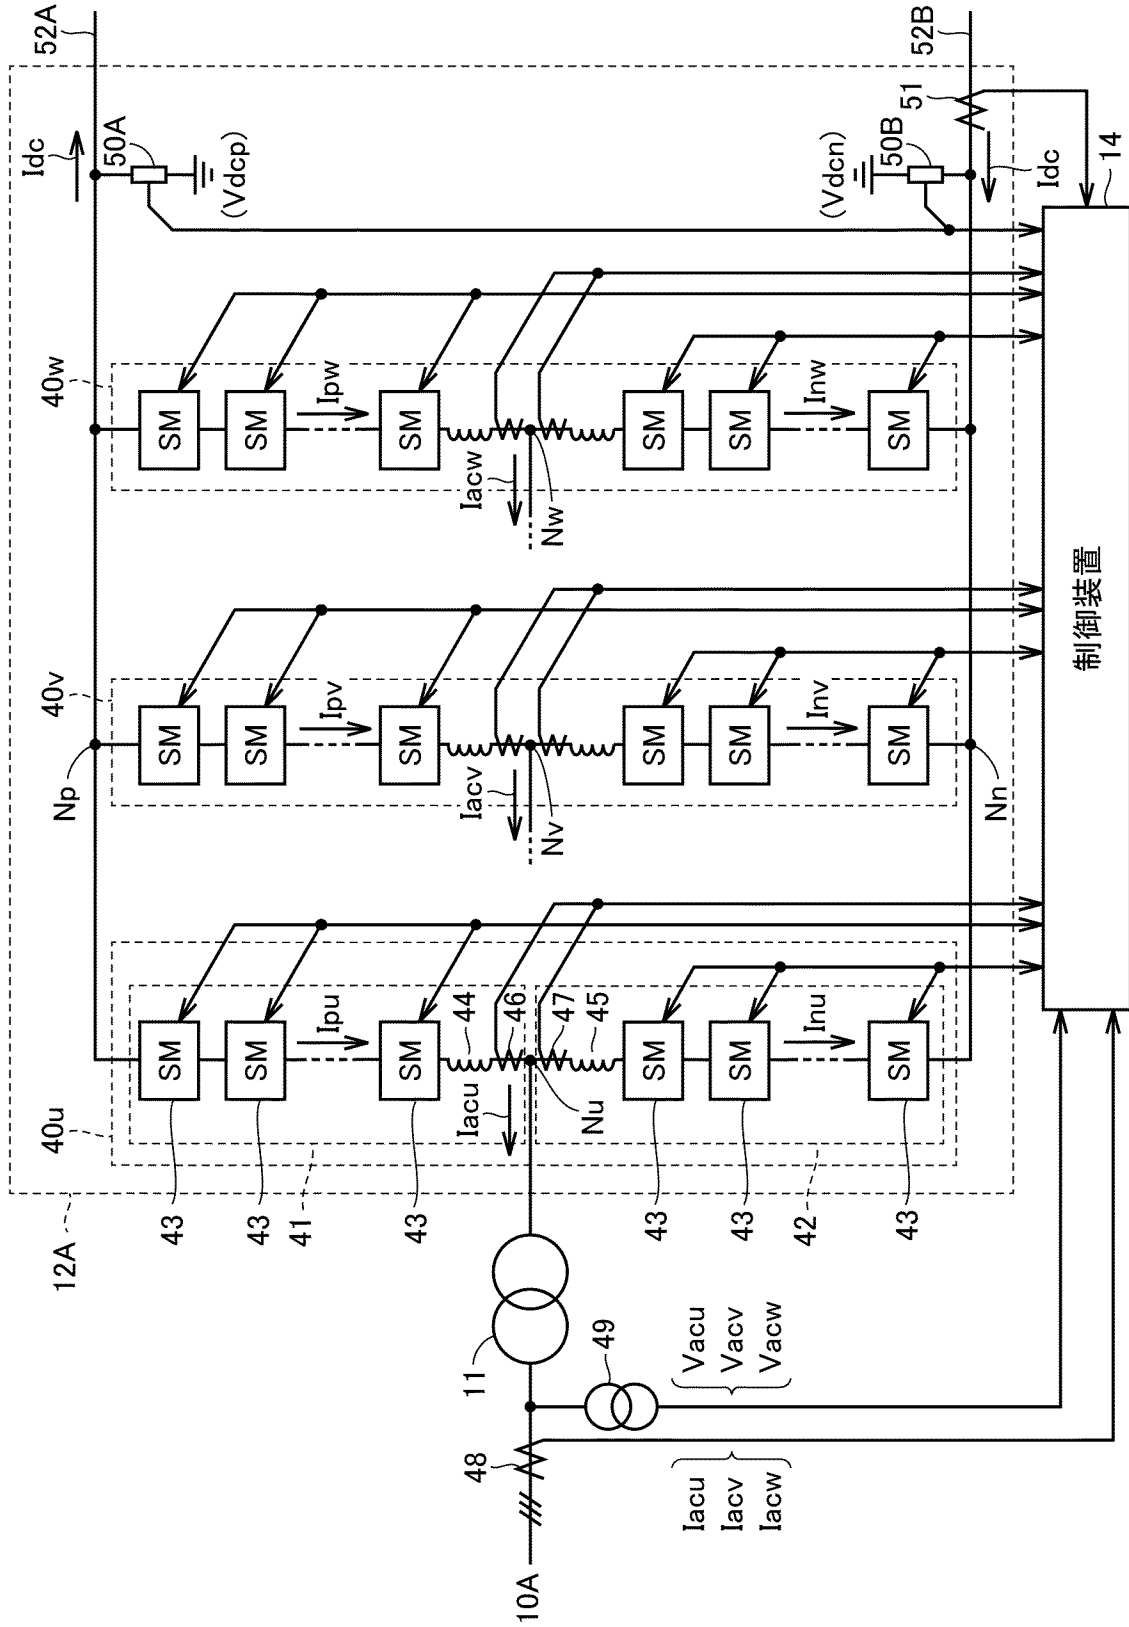 52A
52B
Idc
50A
(Vdcp)
(Vdcn)
50B
51
Idc
14
40w
SM
SM
Ipw
SM
SM
SM
Inw
SM
Iacw
Nw
制御装置
40v
SM
SM
Ipv
SM
SM
SM
Inv
SM
Np
Iacv
Nv
Nn
40u
SM
SM
Ipu
SM
44
46
47
45
SM
SM
Inu
SM
Iacu
Nu
12A
43
43
41
43
43
43
42
43
11
49
Vacu
Vacv
Vacw
48
Iacu
Iacv
Iacw
10A